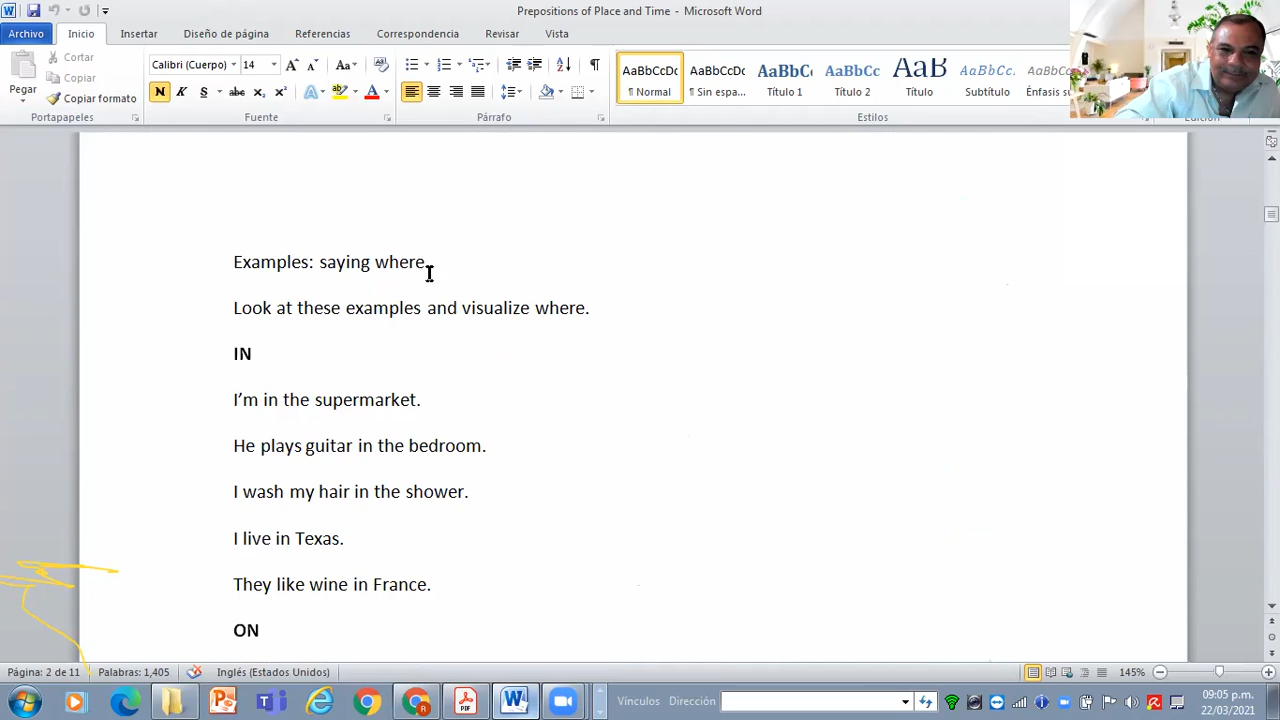 Prepositions of Place and Time - Microsoft Word
Archivo Inicio Insertar Diseño de página Referencias Correspondencia Revisar Vista
Cortar
Copiar
Copiar formato
Pegar
Portapapeles
Calibri (Cuerpo) 14
Fuente
Párrafo
AaBbCcDc AaBbCcDc AaBbC AaBbCc AaB AaBbCc. AaBbCc
¶ Normal ¶ Sin espa... Título 1 Título 2 Título Subtítulo Énfasis
Estilos
Examples: saying where.
Look at these examples and visualize where.
IN
I’m in the supermarket.
He plays guitar in the bedroom.
I wash my hair in the shower.
I live in Texas.
They like wine in France.
ON
Página: 2 de 11 Palabras: 1,405 Inglés (Estados Unidos) 145%
Vínculos Dirección
09:05 p.m.
22/03/2021